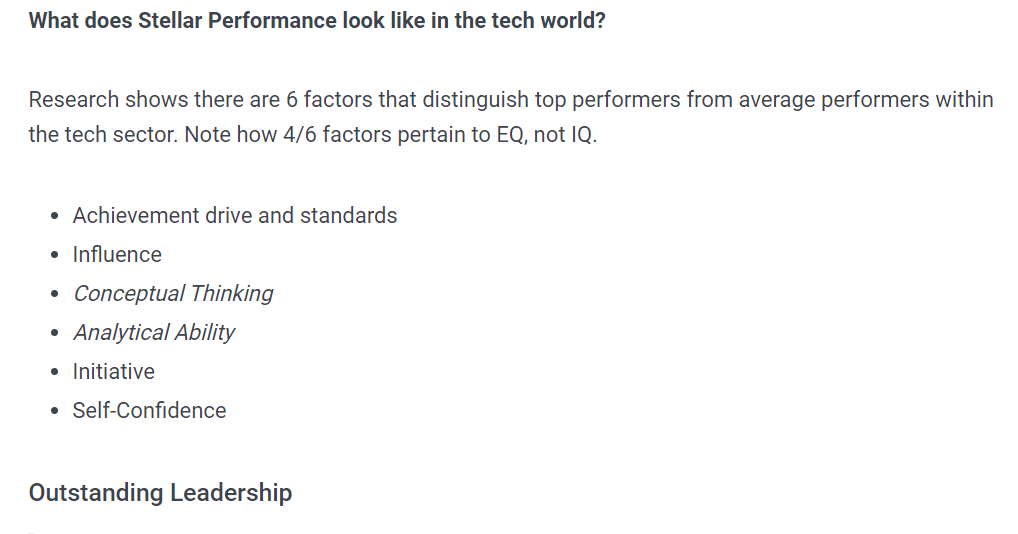 What does Stellar Performance look like in the tech world?
Research shows there are 6 factors that distinguish top performers from average performers within
the tech sector. Note how 4/6 factors pertain to EQ, not IQ.
• Achievement drive and standards
• Influence
• Conceptual Thinking
• Analytical Ability
• Initiative
• Self-Confidence
Outstanding Leadership